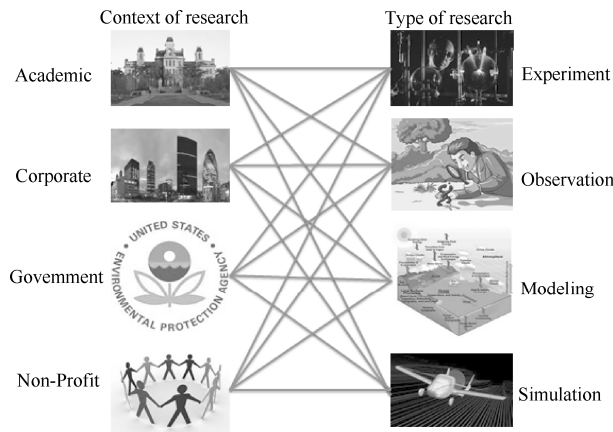 Context of research
Type of research
Academic
Experiment
Corporate
Observation
Govemment
UNITED STATES
ENVIRONMENTAL PROTECTION AGENCY
Modeling
Non-Profit
Simulation